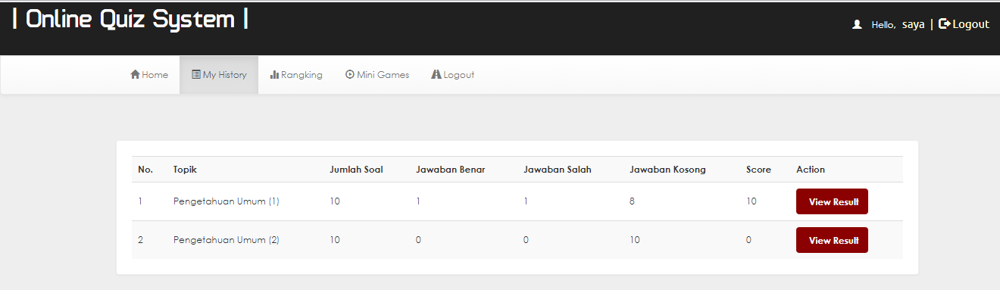 | Online Quiz System |
Hello, saya | Logout
Home My History Rangking Mini Games Logout
No. Topik Jumlah Soal Jawaban Benar Jawaban Salah Jawaban Kosong Score Action
1 Pengetahuan Umum (1) 10 1 1 8 10 View Result
2 Pengetahuan Umum (2) 10 0 0 10 0 View Result